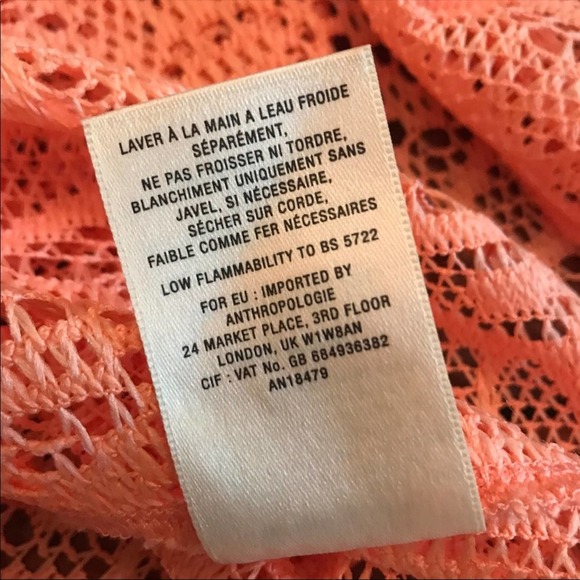 LAVER À LA MAIN A LEAU FROIDE
SÉPARÉMENT,
NE PAS FROISSER NI TORDRE,
BLANCHIMENT UNIQUEMENT SANS
JAVEL, SI NÉCESSAIRE,
SÉCHER SUR CORDE,
FAIBLE COMME FER NÉCESSAIRES
LOW FLAMMABILITY TO BS 5722
FOR EU : IMPORTED BY
ANTHROPOLOGIE
24 MARKET PLACE, 3RD FLOOR
LONDON, UK W1W8AN
CIF : VAT No. GB 684936382
AN18479